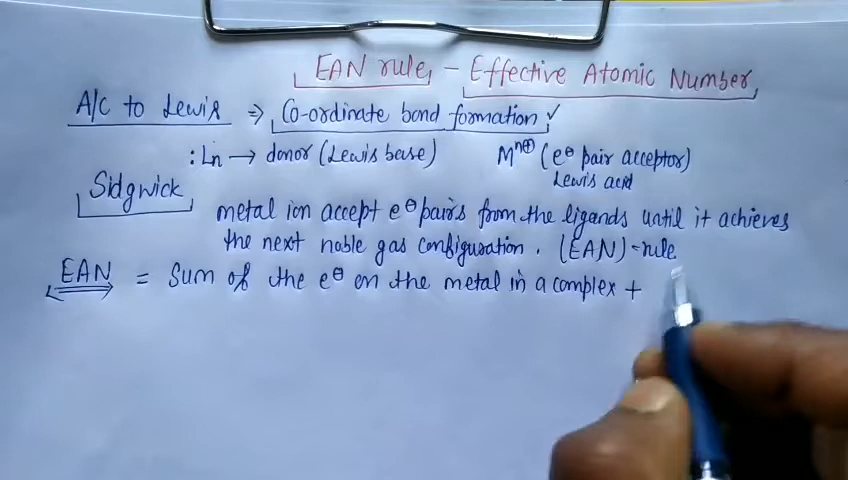 EAN rule, - Effective Atomic Number,
A/c to Lewis ⇒ Co-ordinate bond formation ✓
:Ln → donor (Lewis base) Mn⊕ (e⊖ pair acceptor)
Lewis acid
Sidgwick
metal ion accept e⊖ pairs from the ligands until it achieves
the next noble gas configuration. (EAN)-rule
EAN = Sum of the e⊖ on the metal in a complex +